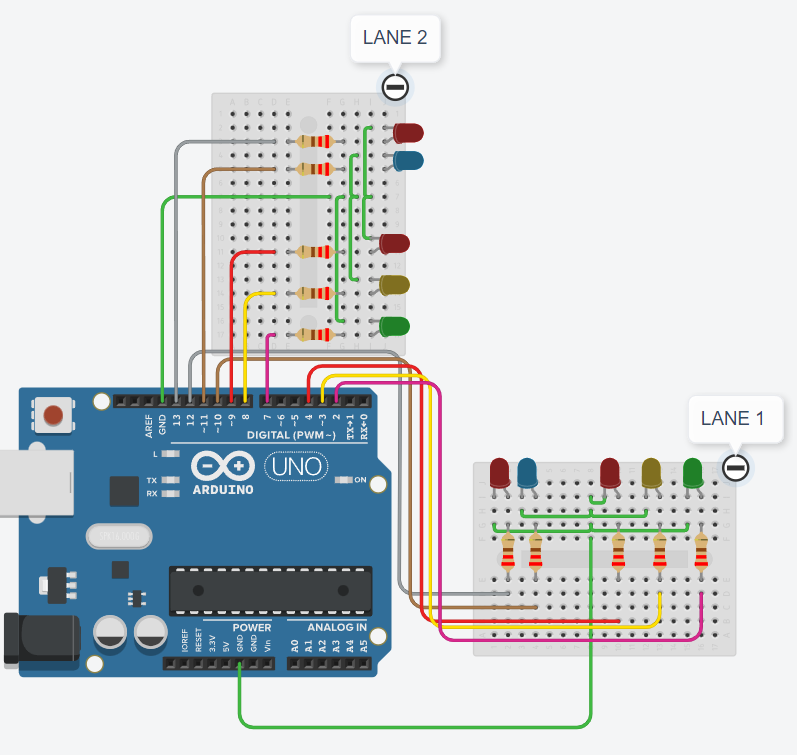 LANE 2
LANE 1
AREF
GND
13
12
~11
~10
~9
8
7
~6
~5
4
~3
2
TX→1
RX←0
DIGITAL (PWM~)
L
TX
RX
UNO
ON
ARDUINO
POWER
ANALOG IN
IOREF
RESET
3.3V
5V
GND
GND
Vin
A0
A1
A2
A3
A4
A5